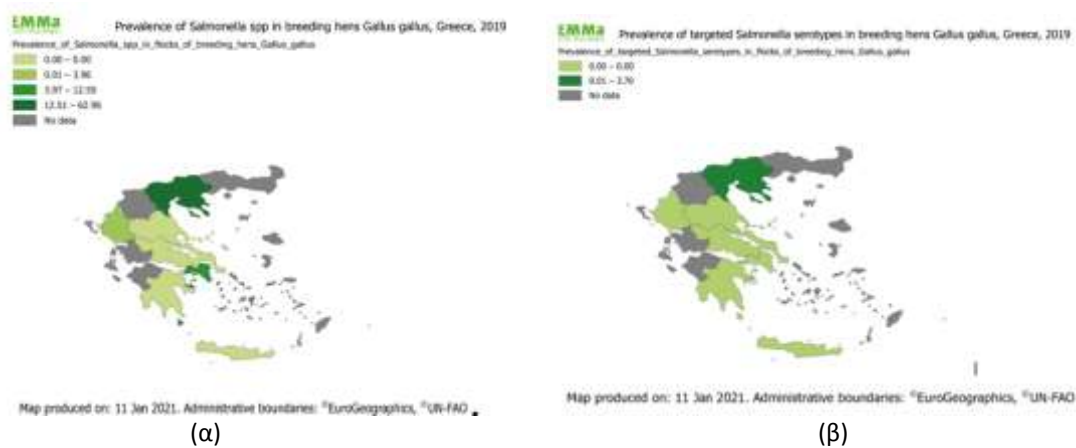 EMMa
Prevalence of Salmonella spp in breeding hens Gallus gallus, Greece, 2019
Prevalence_of_Salmonella_spp_in_flocks_of_breeding_hens_Gallus_gallus
0.00 – 0.00
0.01 – 3.96
12.51 – 62.96
No data
Map produced on: 11 Jan 2021. Administrative boundaries: ©EuroGeographics, ©UN-FAO
(α)
EMMa
Prevalence of targeted Salmonella serotypes in breeding hens Gallus gallus, Greece, 2019
Prevalence_of_targeted_Salmonella_serotypes_in_flocks_of_breeding_hens_Gallus_gallus
0.00 – 0.00
0.01 – 3.70
No data
Map produced on: 11 Jan 2021. Administrative boundaries: ©EuroGeographics, ©UN-FAO
(β)